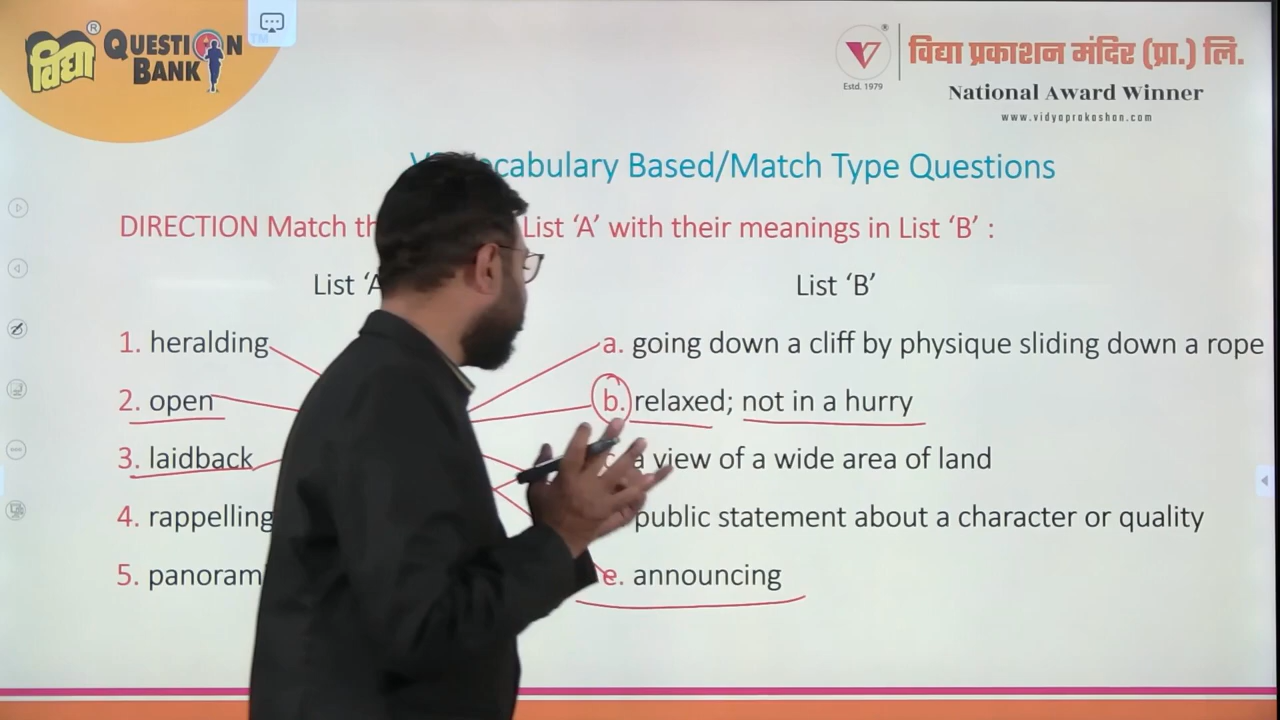 विद्या ® QUESTION BANK TM
® Estd. 1979
विद्या प्रकाशन मंदिर (प्रा.) लि.
National Award Winner
www.vidyaprakashan.com
Based/Match Type Questions
DIRECTION Match List ‘A’ with their meanings in List ‘B’ :
List List ‘B’
1. heralding a. going down a cliff by physique sliding down a rope
2. open b. relaxed; not in a hurry
3. laidback a view of a wide area of land
4. rappelling public statement about a character or quality
5. e. announcing